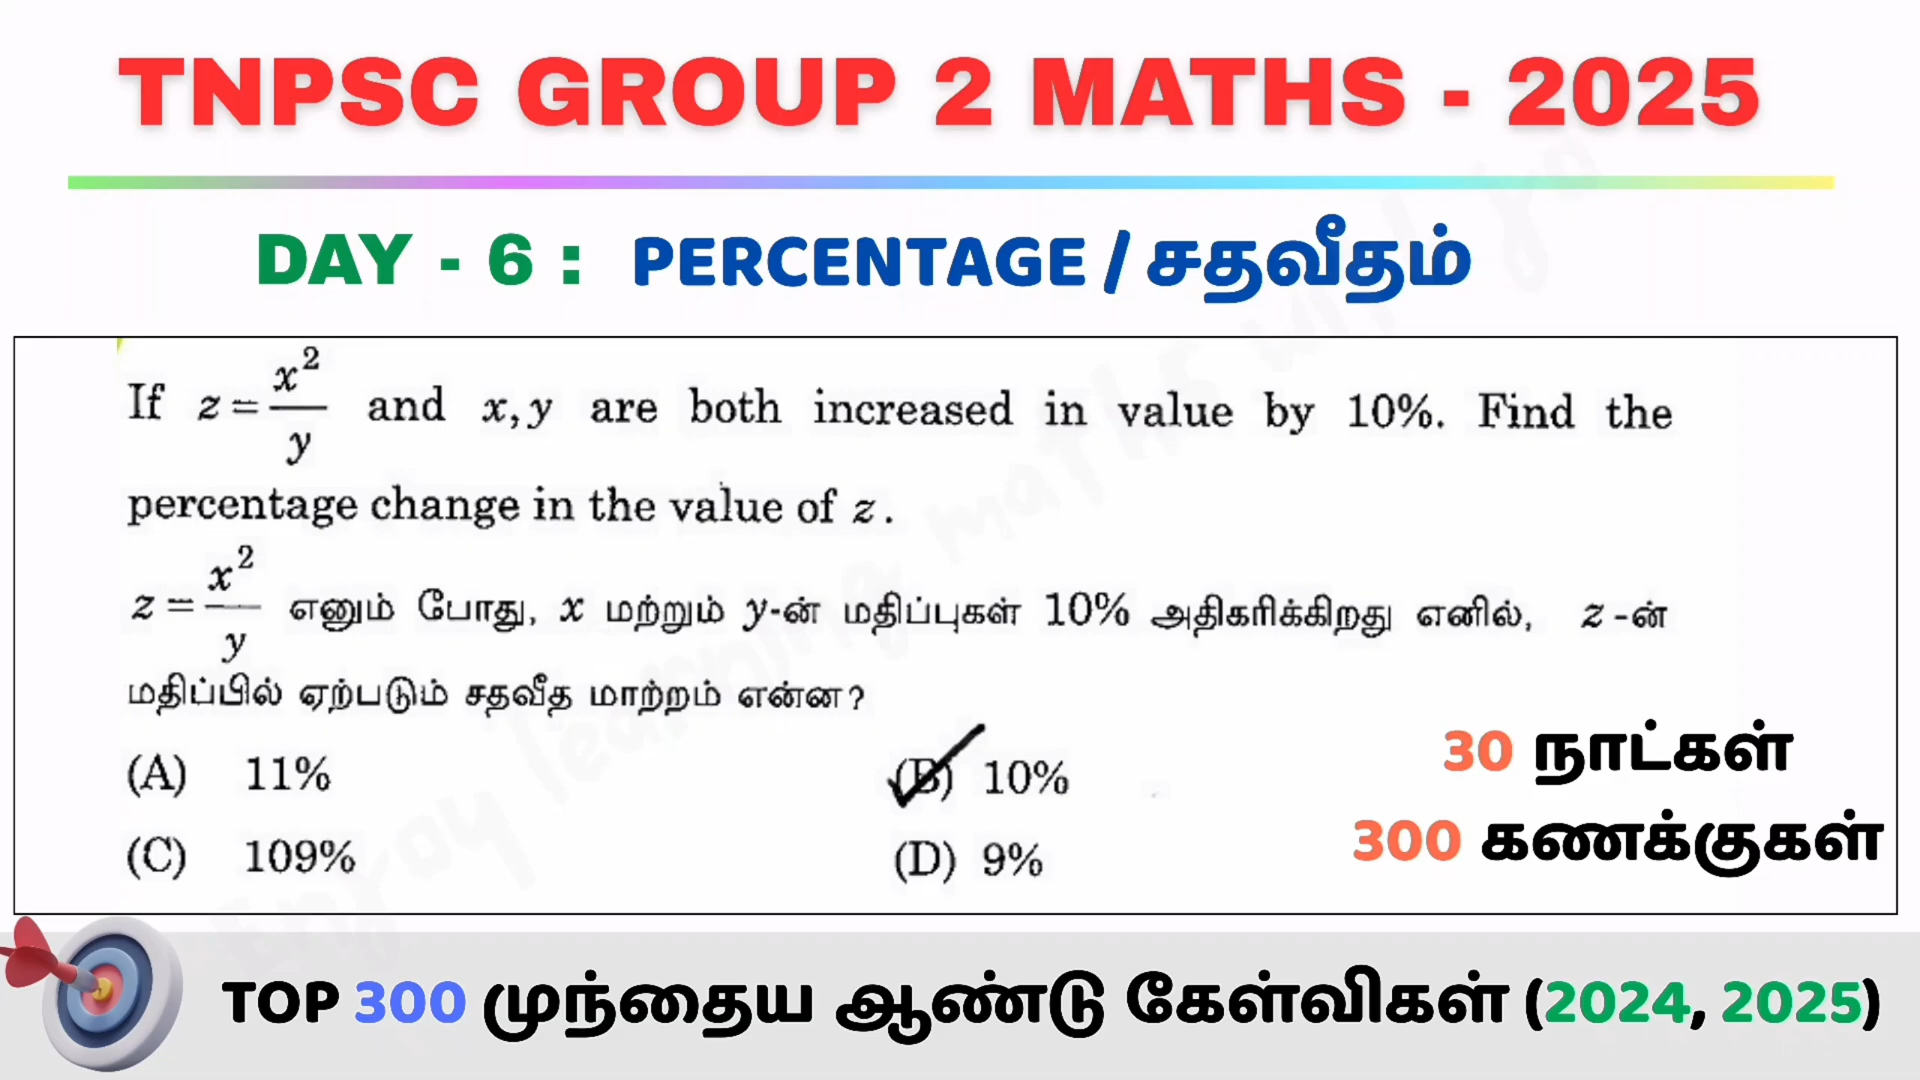 TNPSC GROUP 2 MATHS - 2025
DAY - 6 : PERCENTAGE / சதவீதம்
If z = x²/y and x, y are both increased in value by 10%. Find the
percentage change in the value of z.
z = x²/y எனும் போது, x மற்றும் y-ன் மதிப்புகள் 10% அதிகரிக்கிறது எனில், z-ன்
மதிப்பில் ஏற்படும் சதவீத மாற்றம் என்ன?
(A) 11% (B) 10%
(C) 109% (D) 9%
30 நாட்கள்
300 கணக்குகள்
TOP 300 முந்தைய ஆண்டு கேள்விகள் (2024, 2025)